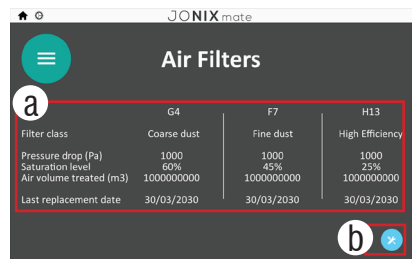 JONIX mate
Air Filters
a
G4 F7 H13
Filter class Coarse dust Fine dust High Efficiency
Pressure drop (Pa) 1000 1000 1000
Saturation level 60% 45% 25%
Air volume treated (m3) 1000000000 1000000000 1000000000
Last replacement date 30/03/2030 30/03/2030 30/03/2030
b